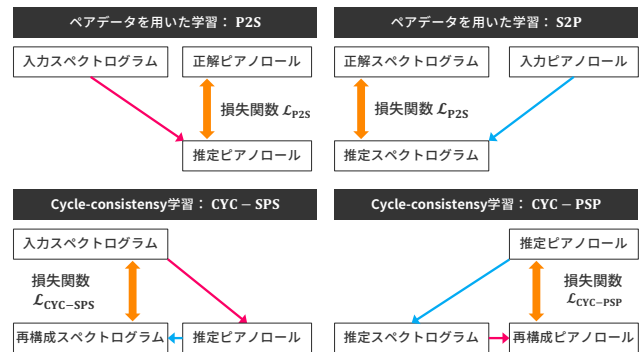 ペアデータを用いた学習： P2S
入力スペクトログラム
正解ピアノロール
損失関数 ℒP2S
推定ピアノロール
ペアデータを用いた学習： S2P
正解スペクトログラム
入力ピアノロール
損失関数 ℒP2S
推定スペクトログラム
Cycle-consistensy学習： CYC − SPS
入力スペクトログラム
損失関数
ℒCYC−SPS
再構成スペクトログラム
推定ピアノロール
Cycle-consistensy学習： CYC − PSP
推定ピアノロール
損失関数
ℒCYC−PSP
推定スペクトログラム
再構成ピアノロール